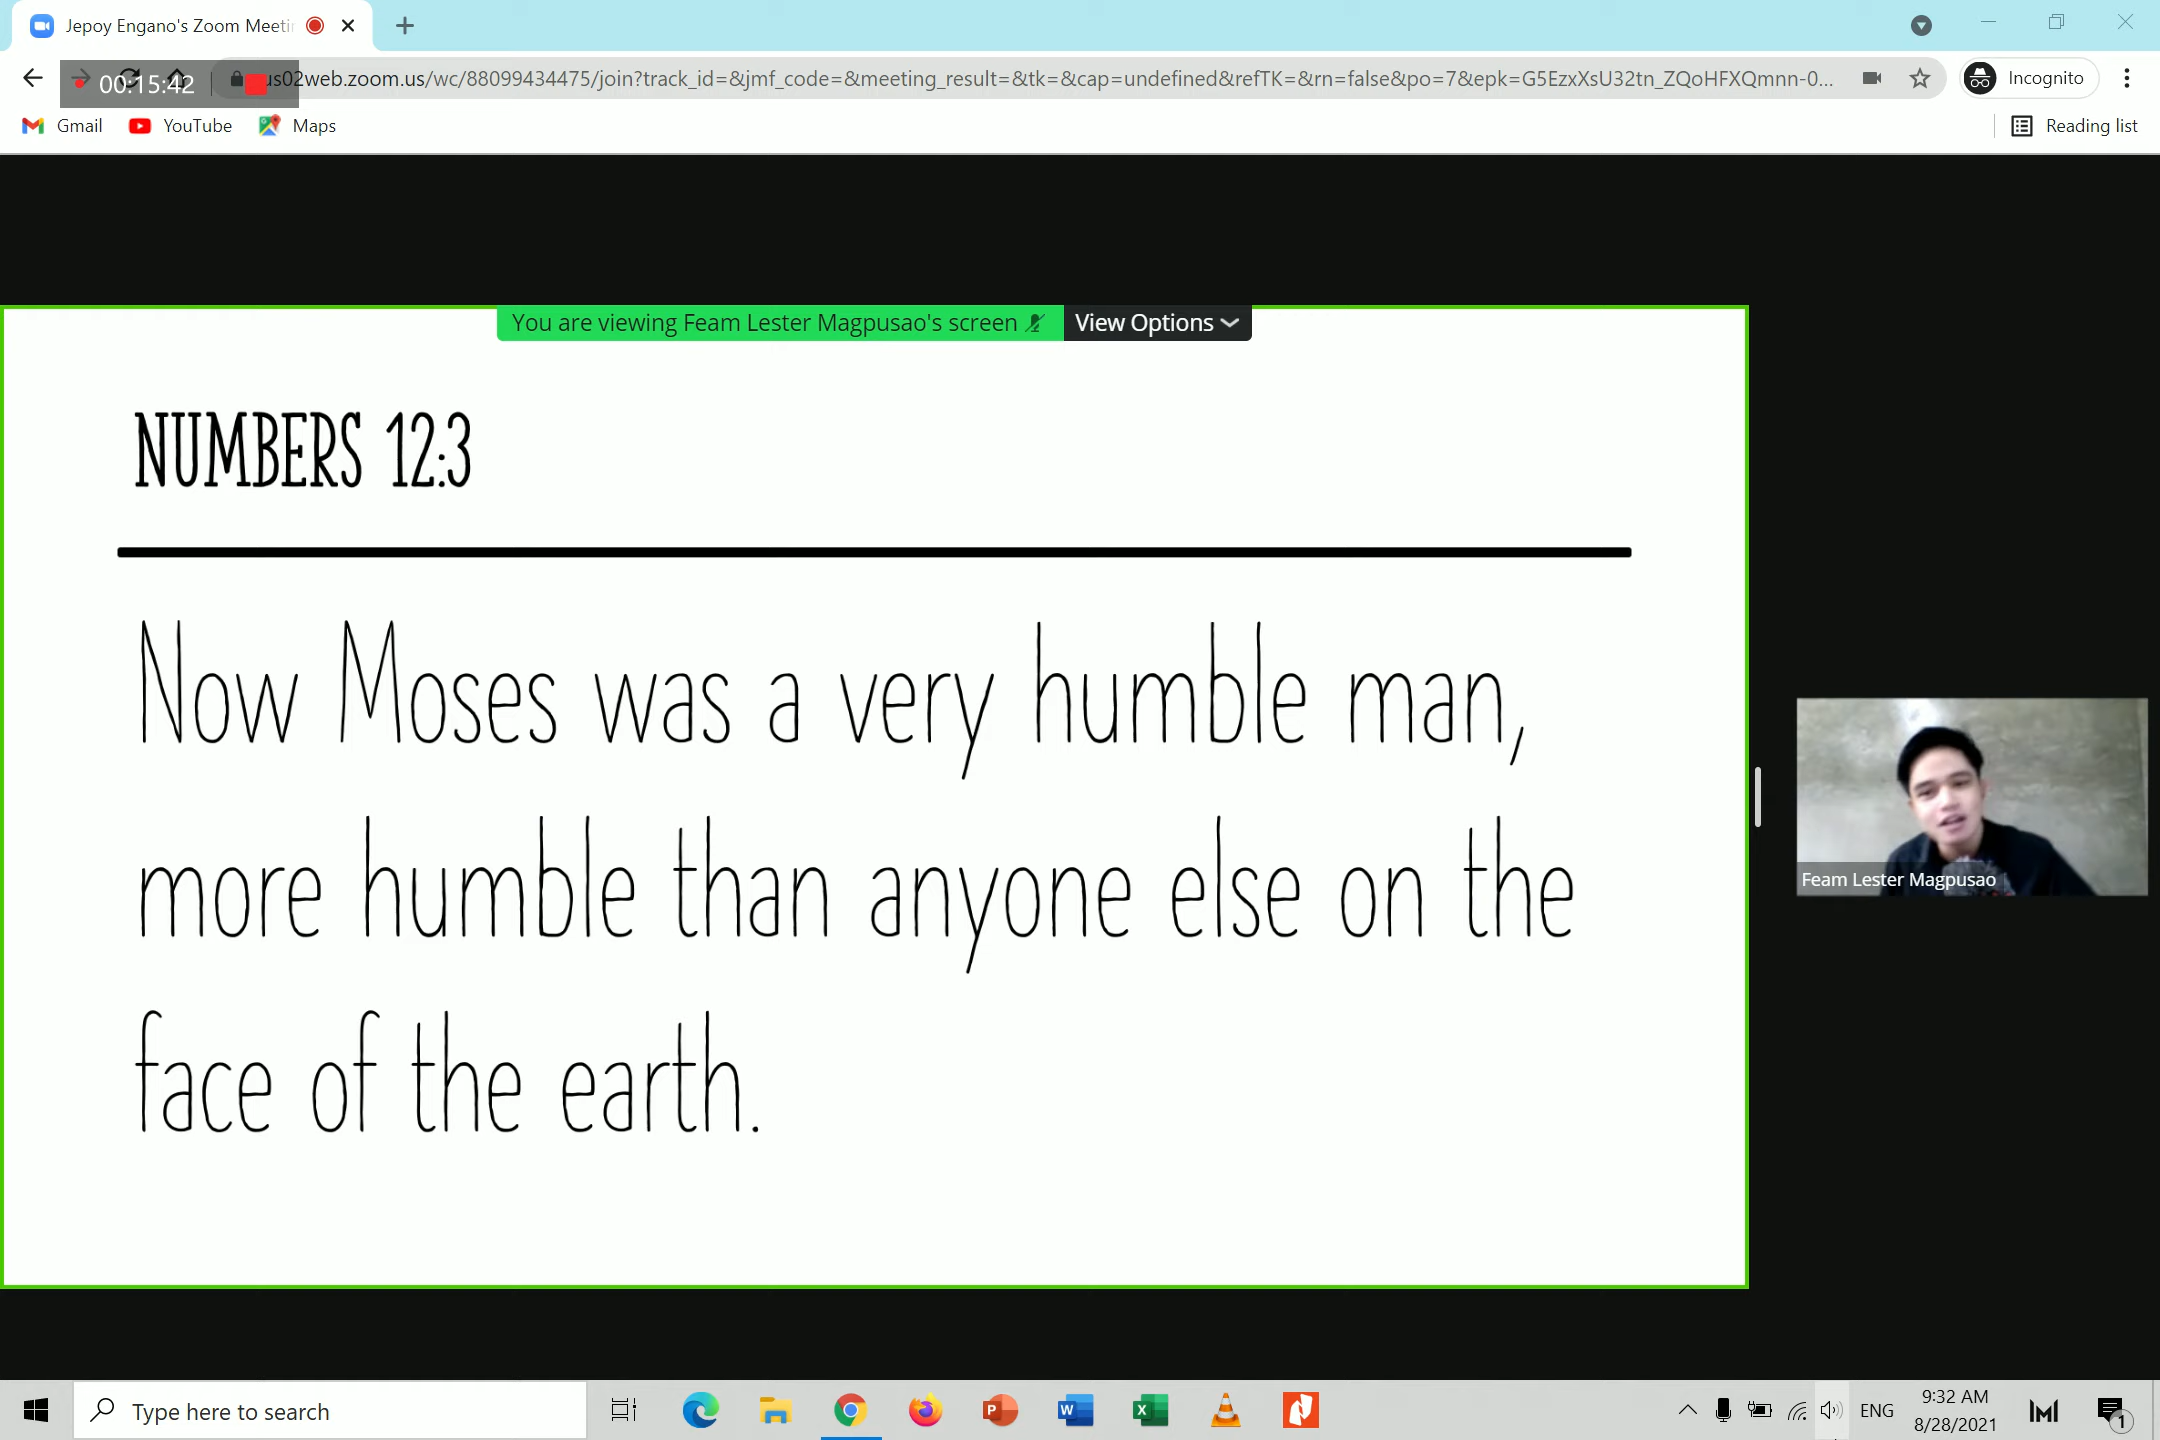 Jepoy Engano's Zoom Meeti
00:15:42
us02web.zoom.us/wc/88099434475/join?track_id=&jmf_code=&meeting_result=&tk=&cap=undefined&refTK=&rn=false&po=7&epk=G5EzxXsU32tn_ZQoHFXQmnn-0...
Incognito
Gmail
YouTube
Maps
Reading list
You are viewing Feam Lester Magpusao's screen
View Options
NUMBERS 12:3
Now Moses was a very humble man,
more humble than anyone else on the
face of the earth.
Feam Lester Magpusao
Type here to search
ENG
9:32 AM
8/28/2021
1